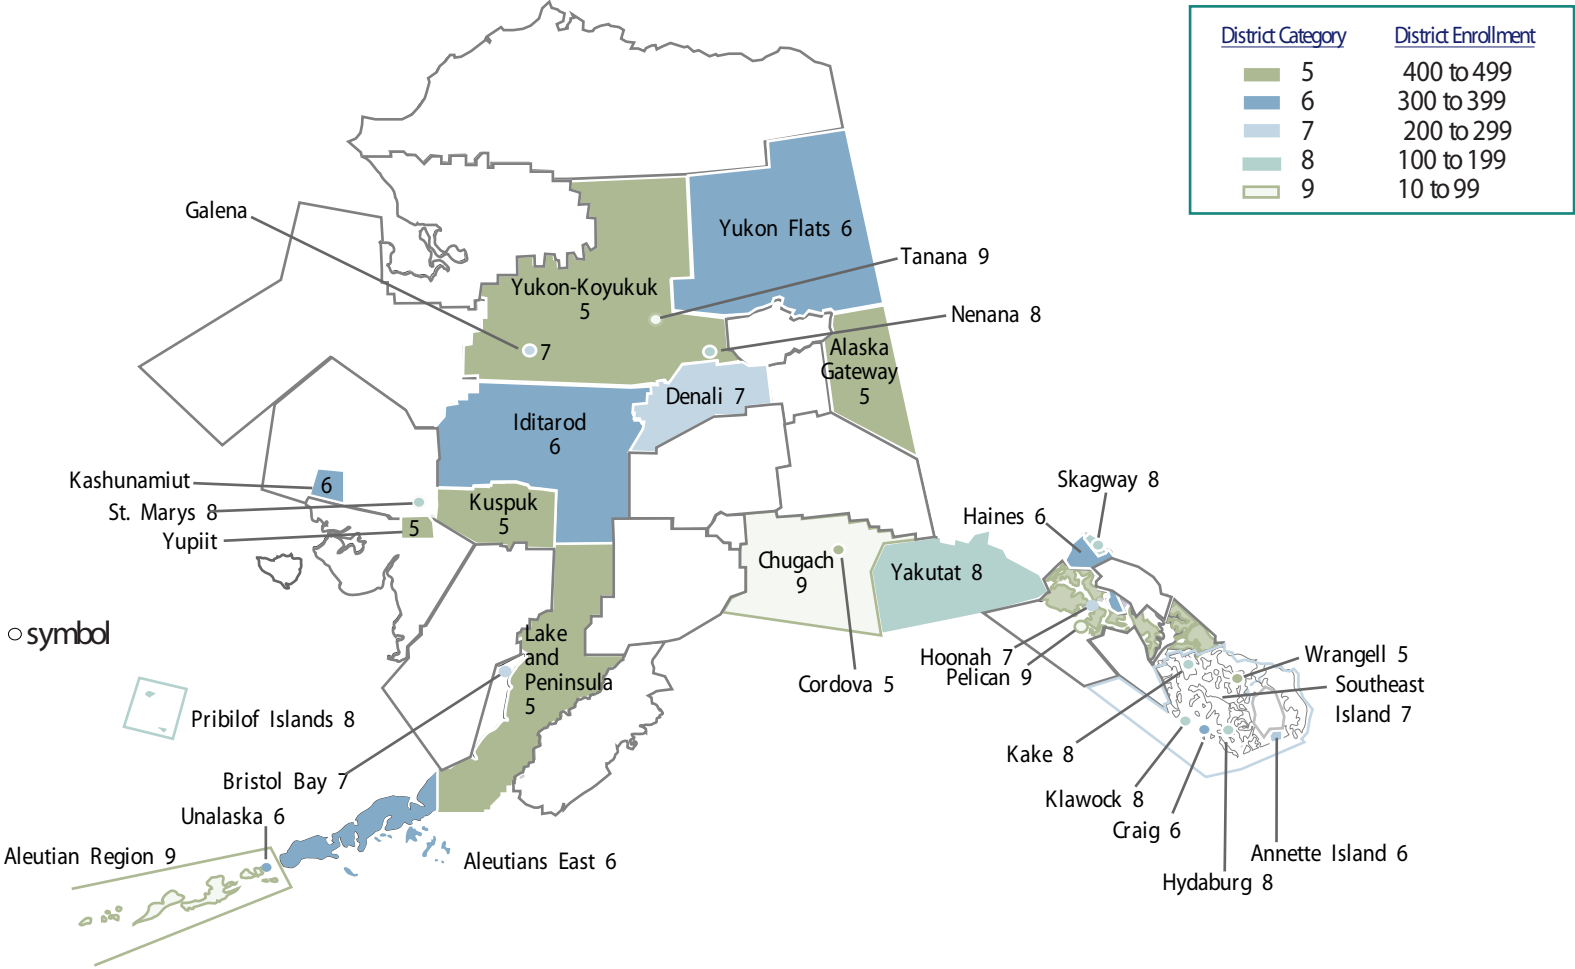 District Category District Enrollment
5 400 to 499
6 300 to 399
7 200 to 299
8 100 to 199
9 10 to 99
Galena
7
Yukon Flats 6
Tanana 9
Yukon-Koyukuk
5
Nenana 8
Alaska
Gateway
5
Denali 7
Iditarod
6
Kashunamiut
6
St. Marys 8
Yupiit
5
Kuspuk
5
Skagway 8
Haines 6
Chugach
9
Yakutat 8
symbol
Lake
and
Peninsula
5
Hoonah 7
Pelican 9
Cordova 5
Wrangell 5
Southeast
Island 7
Pribilof Islands 8
Kake 8
Bristol Bay 7
Klawock 8
Unalaska 6
Craig 6
Aleutian Region 9
Aleutians East 6
Annette Island 6
Hydaburg 8